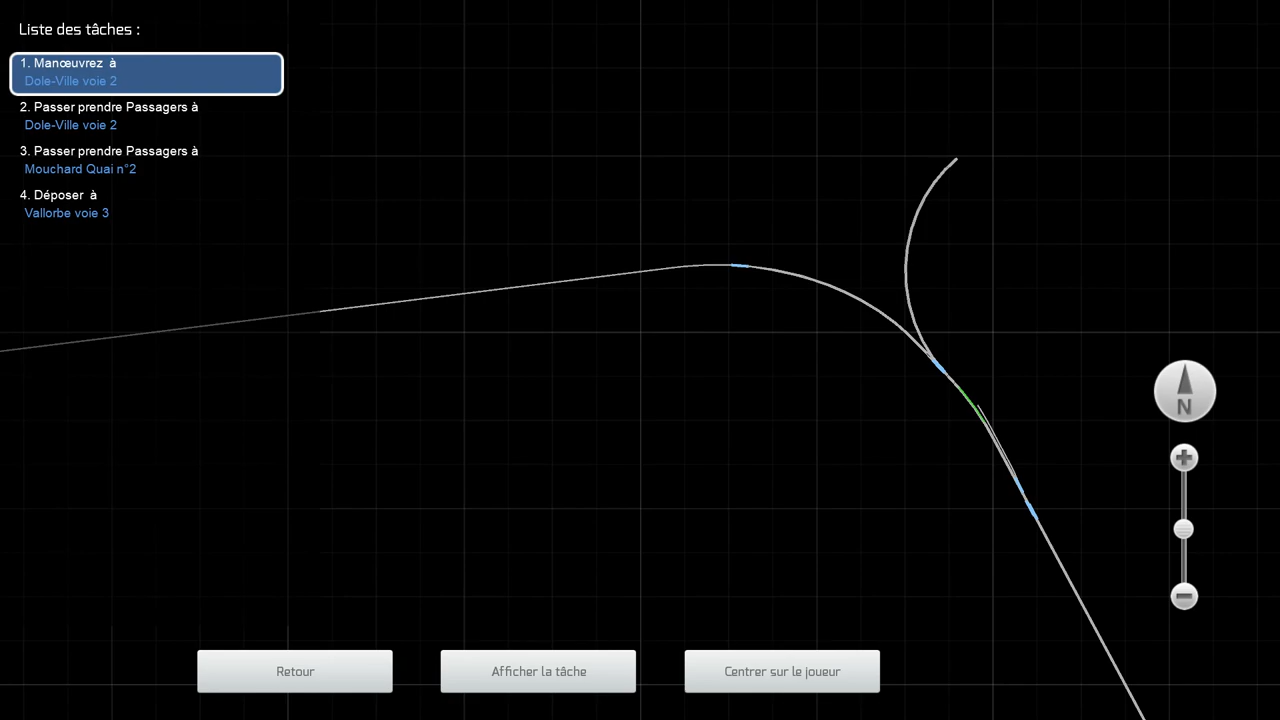 Liste des tâches :
1. Manœuvrez à
Dole-Ville voie 2
2. Passer prendre Passagers à
Dole-Ville voie 2
3. Passer prendre Passagers à
Mouchard Quai n°2
4. Déposer à
Vallorbe voie 3
N
Retour
Afficher la tâche
Centrer sur le joueur